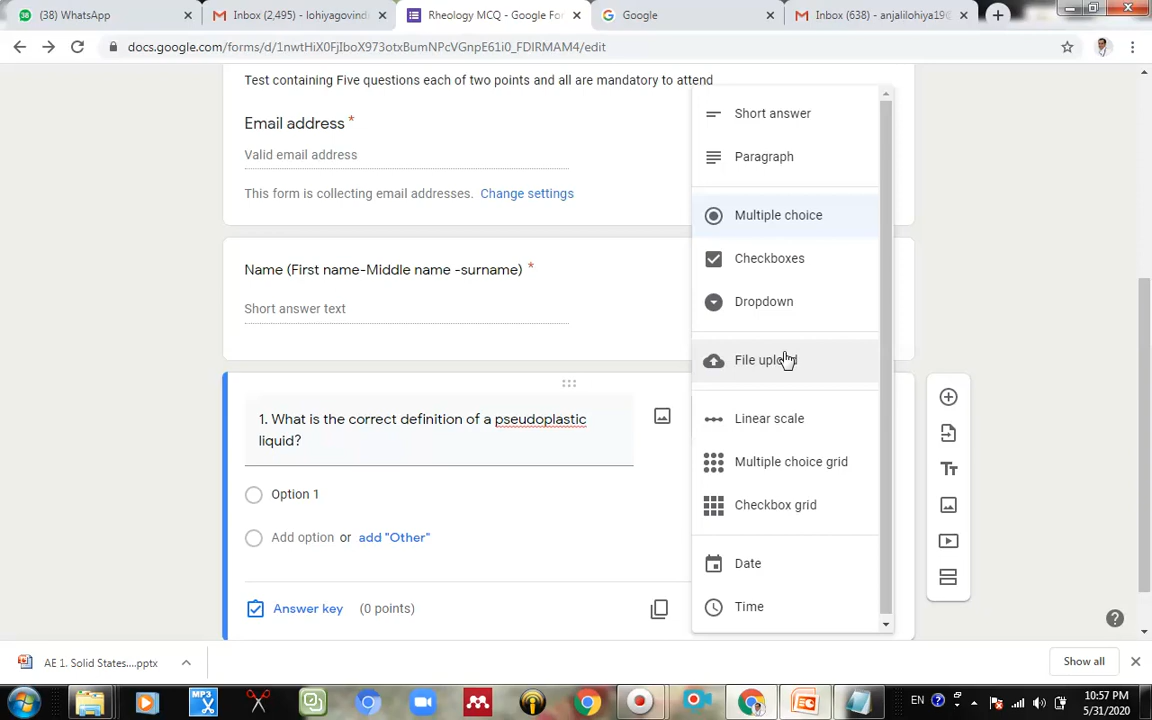 (38) WhatsApp
Inbox (2,495) - lohiyagovind
Rheology MCQ - Google For
Google
Inbox (638) - anjalilohiya19@
docs.google.com/forms/d/1nwtHiX0FjIboX973otxBumNPcVGnpE61i0_FDIRMAM4/edit
Test containing Five questions each of two points and all are mandatory to attend
Email address *
Valid email address
This form is collecting email addresses. Change settings
Name (First name-Middle name -surname) *
Short answer text
1. What is the correct definition of a pseudoplastic
liquid?
Option 1
Add option or add "Other"
Answer key (0 points)
Short answer
Paragraph
Multiple choice
Checkboxes
Dropdown
File upload
Linear scale
Multiple choice grid
Checkbox grid
Date
Time
AE 1. Solid States....pptx
Show all
EN
10:57 PM
5/31/2020